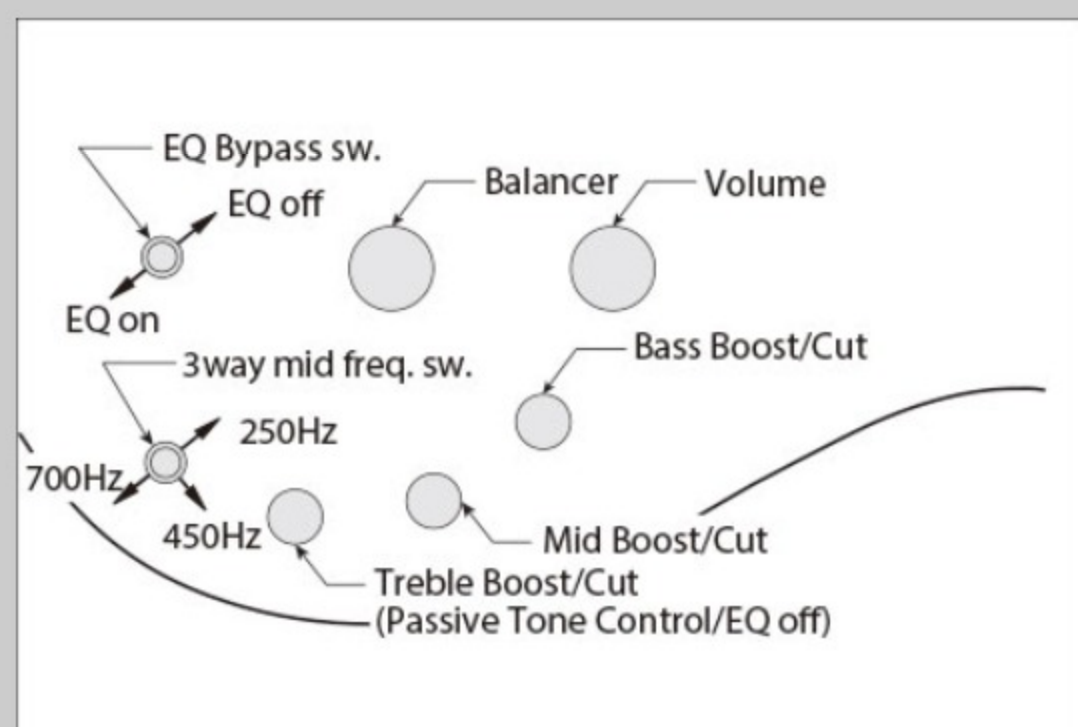 EQ Bypass sw.
EQ off
Balancer
Volume
EQ on
3way mid freq. sw.
Bass Boost/Cut
250Hz
700Hz
450Hz
Mid Boost/Cut
Treble Boost/Cut
(Passive Tone Control/EQ off)